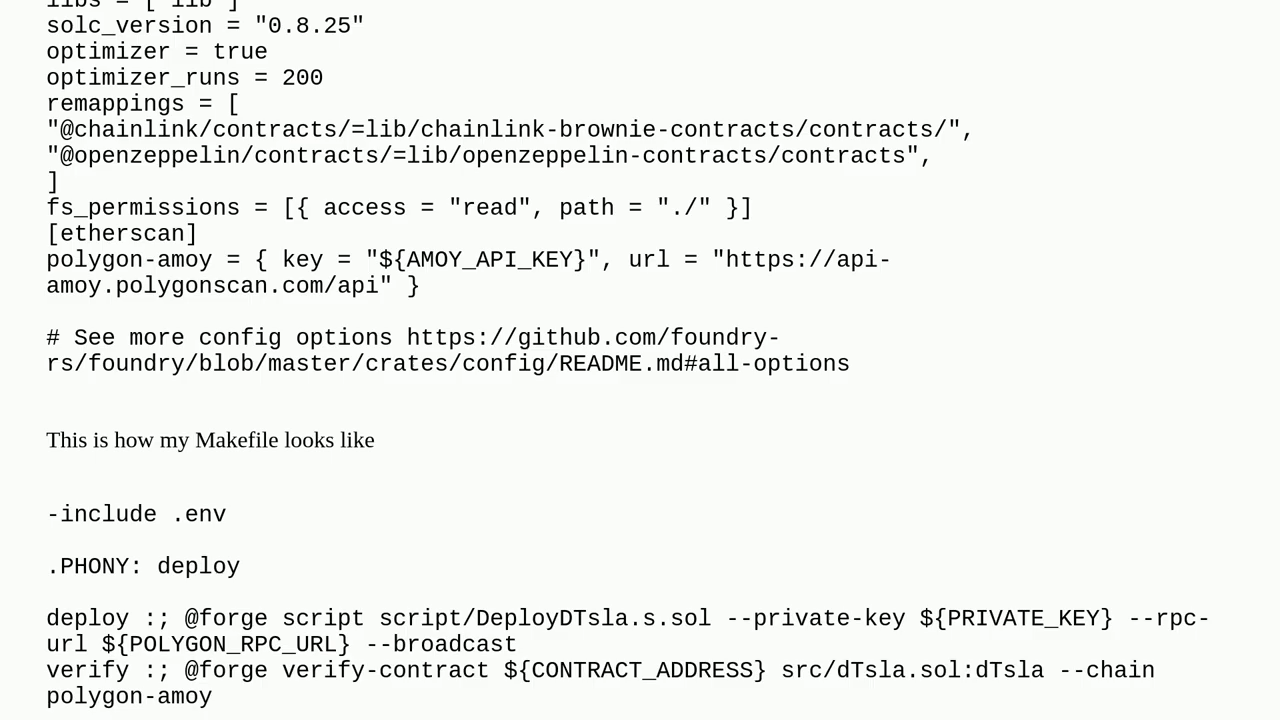 libs = [ lib ]
solc_version = "0.8.25"
optimizer = true
optimizer_runs = 200
remappings = [
"@chainlink/contracts/=lib/chainlink-brownie-contracts/contracts/",
"@openzeppelin/contracts/=lib/openzeppelin-contracts/contracts",
]
fs_permissions = [{ access = "read", path = "./" }]
[etherscan]
polygon-amoy = { key = "${AMOY_API_KEY}", url = "https://api-
amoy.polygonscan.com/api" }
# See more config options https://github.com/foundry-
rs/foundry/blob/master/crates/config/README.md#all-options
This is how my Makefile looks like
-include .env
.PHONY: deploy
deploy :; @forge script script/DeployDTsla.s.sol --private-key ${PRIVATE_KEY} --rpc-
url ${POLYGON_RPC_URL} --broadcast
verify :; @forge verify-contract ${CONTRACT_ADDRESS} src/dTsla.sol:dTsla --chain
polygon-amoy